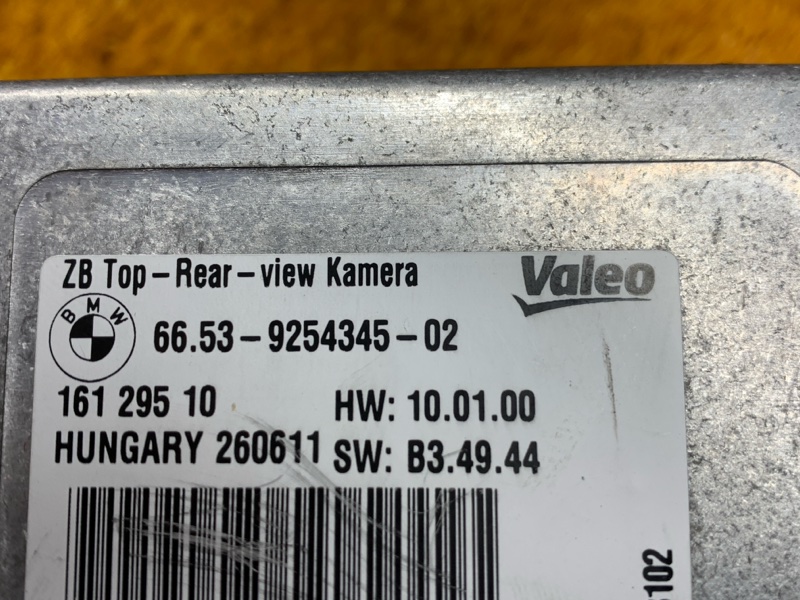 ZB Top-Rear-view Kamera
Valeo
BMW
66.53-9254345-02
161 295 10
HW: 10.01.00
HUNGARY 260611
SW: B3.49.44